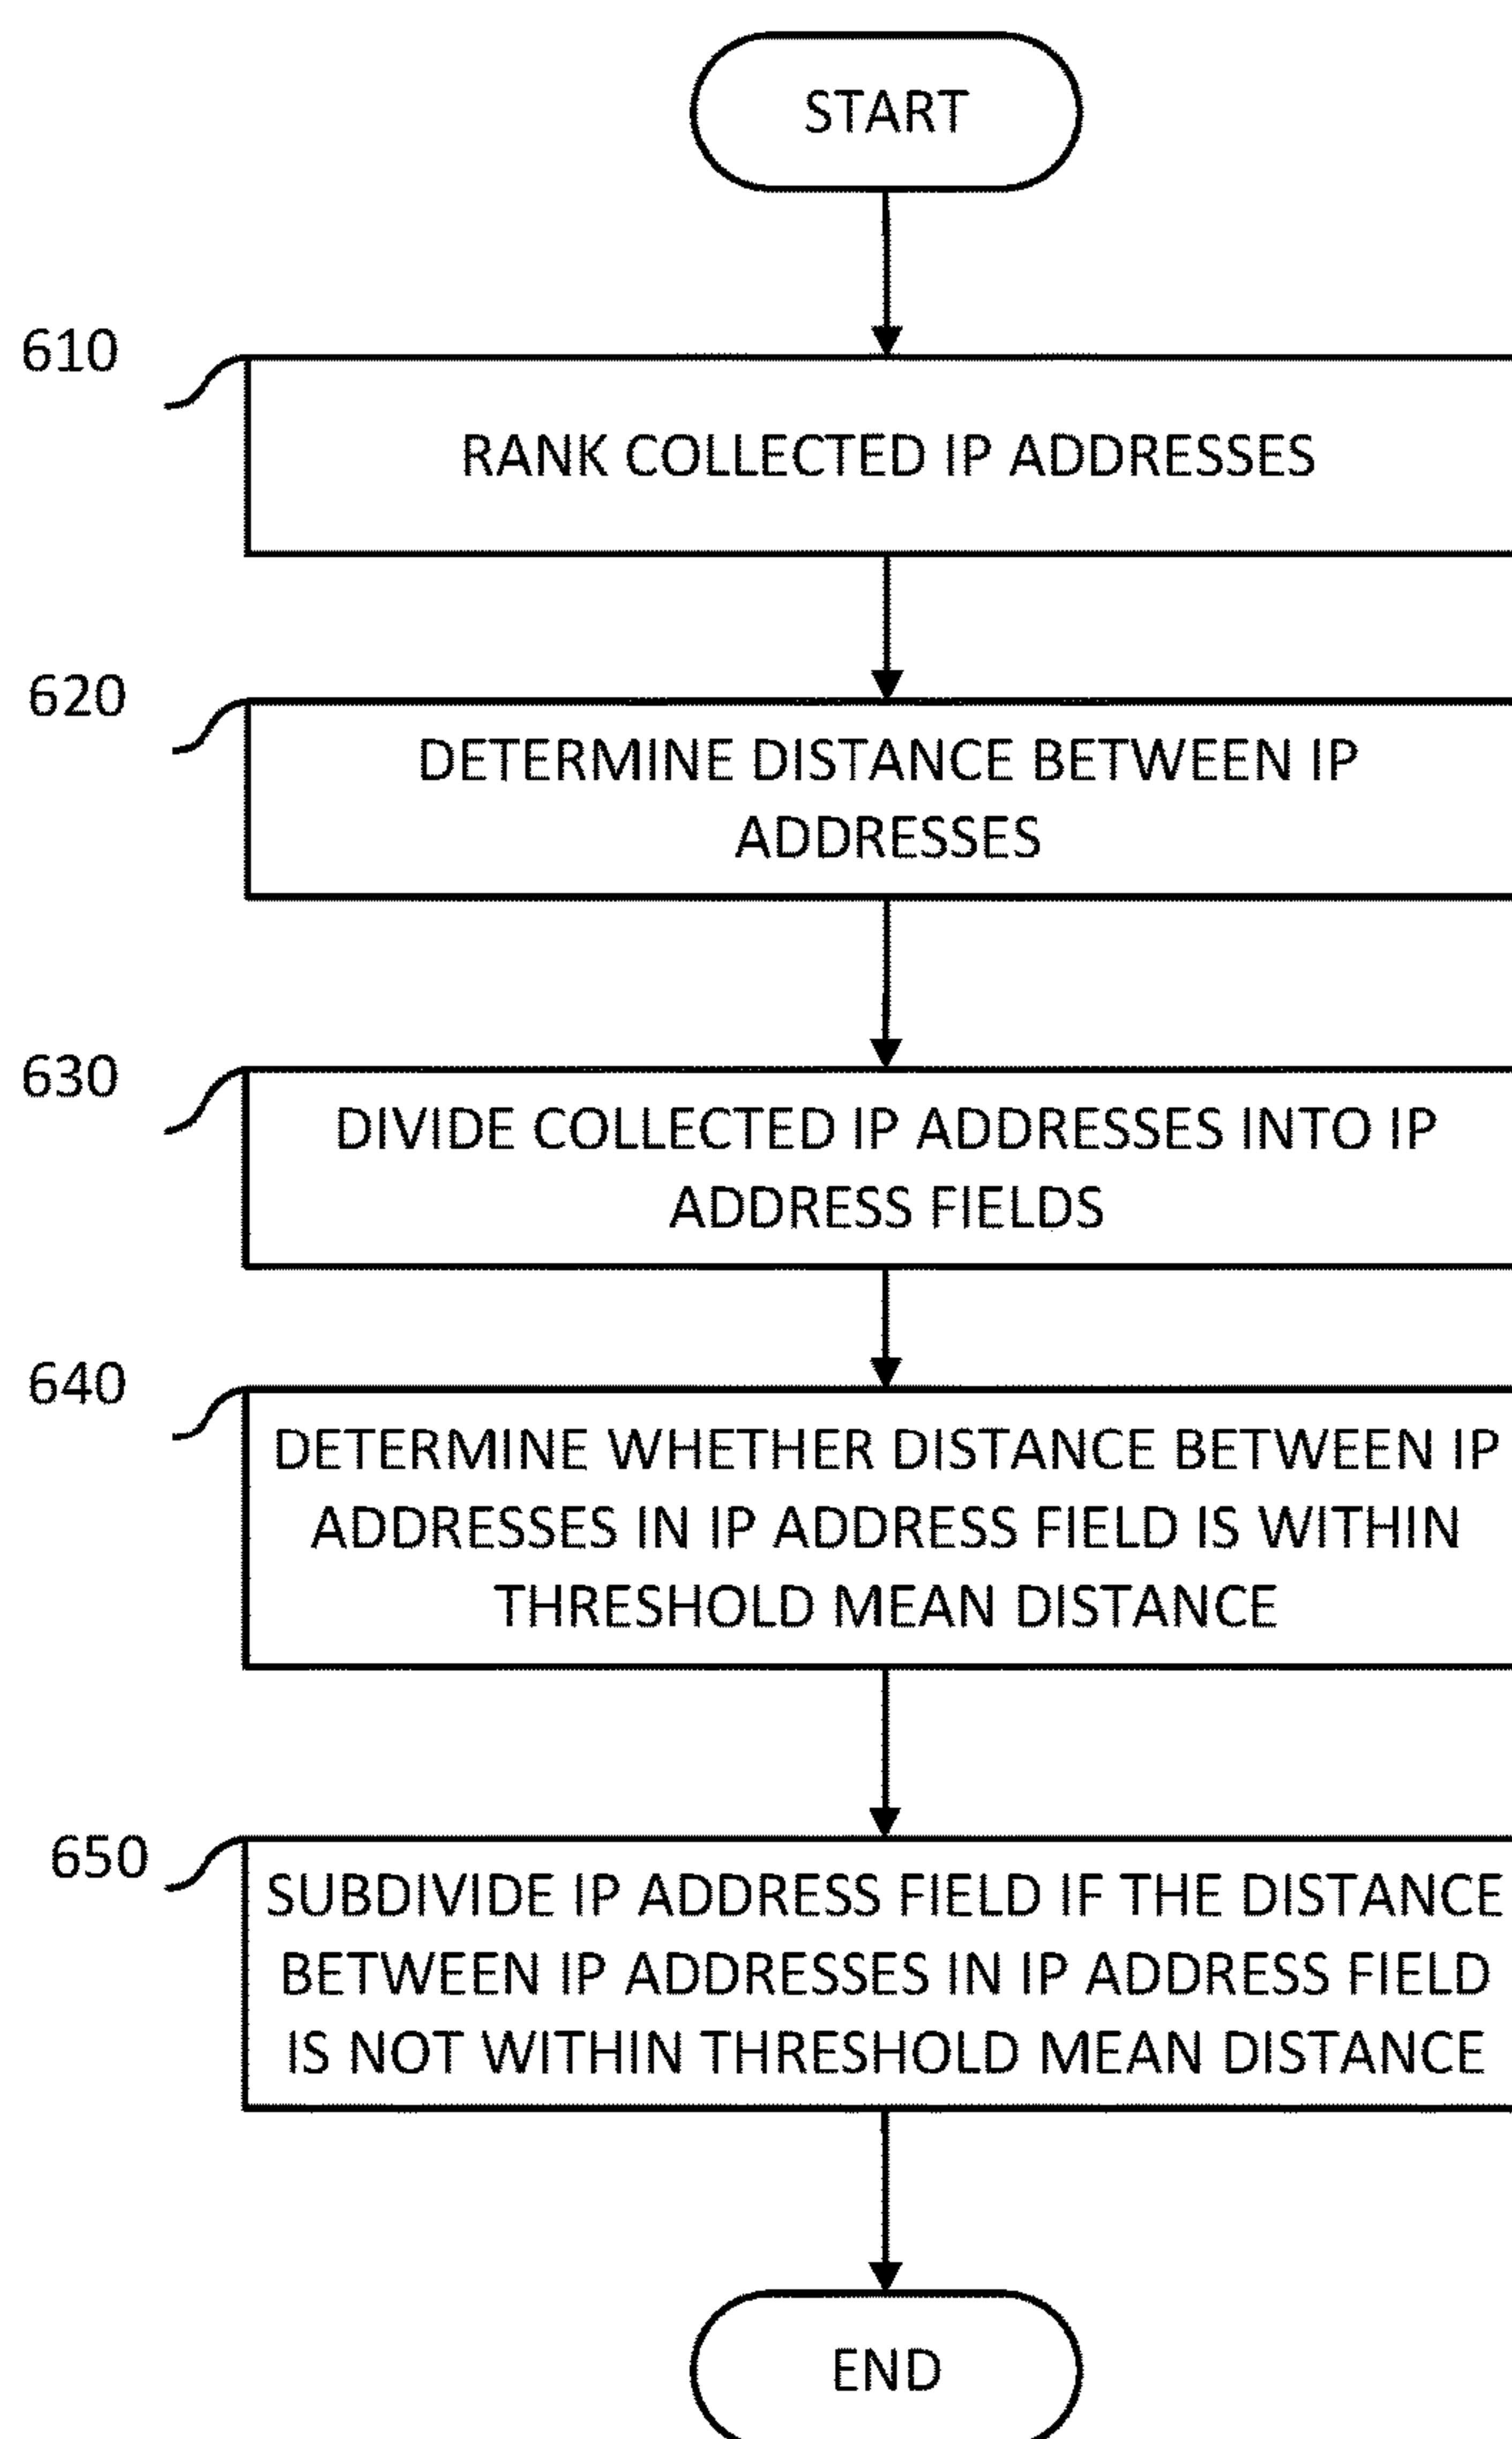 START
610
RANK COLLECTED IP ADDRESSES
620
DETERMINE DISTANCE BETWEEN IP
ADDRESSES
630
DIVIDE COLLECTED IP ADDRESSES INTO IP
ADDRESS FIELDS
640
DETERMINE WHETHER DISTANCE BETWEEN IP
ADDRESSES IN IP ADDRESS FIELD IS WITHIN
THRESHOLD MEAN DISTANCE
650
SUBDIVIDE IP ADDRESS FIELD IF THE DISTANCE
BETWEEN IP ADDRESSES IN IP ADDRESS FIELD
IS NOT WITHIN THRESHOLD MEAN DISTANCE
END